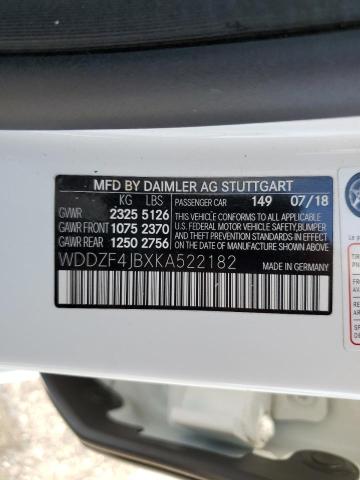 MFD BY DAIMLER AG STUTTGART
KG LBS PASSENGER CAR 149 07/18
GVWR 2325 5126
GAWR FRONT 1075 2370
GAWR REAR 1250 2756
THIS VEHICLE CONFORMS TO ALL APPLICABLE
U.S. FEDERAL MOTOR VEHICLE SAFETY,BUMPER,
AND THEFT PREVENTION STANDARDS IN EFFECT ON
THE DATE OF MANUFACTURE SHOWN ABOVE.
WDDZF4JBXKA522182
MADE IN GERMANY